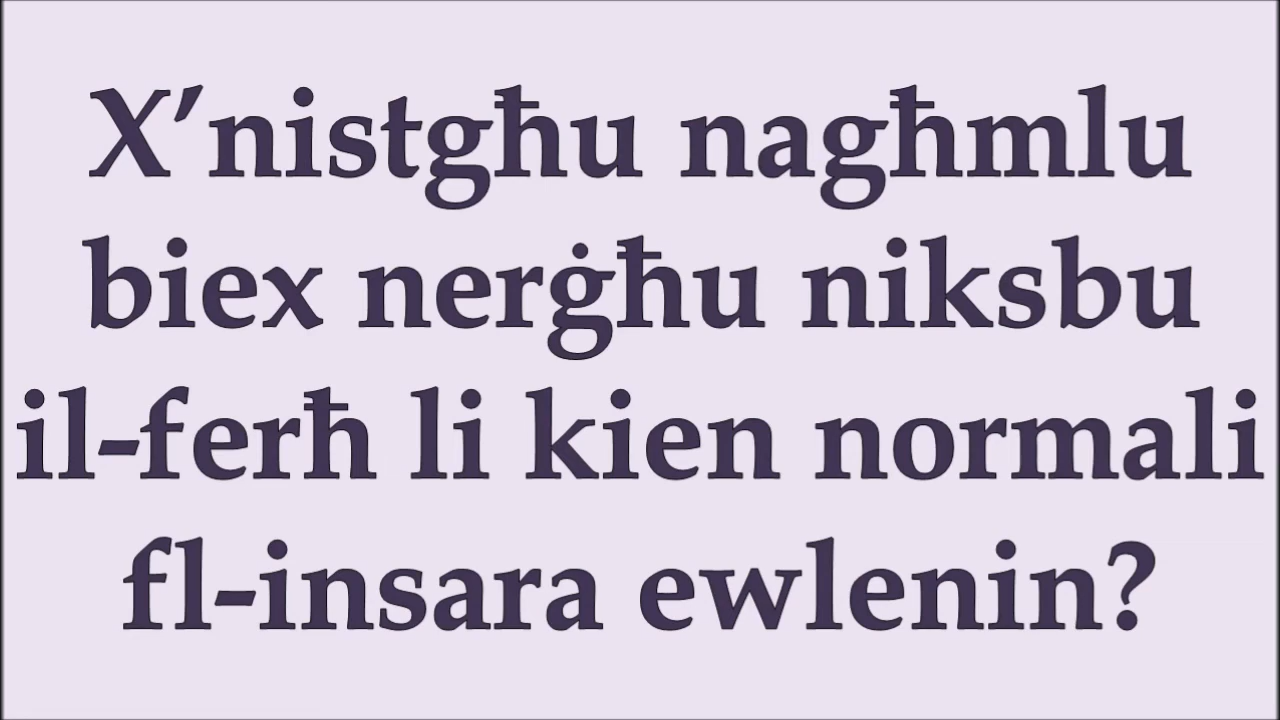 X’nistgħu nagħmlu
biex nerġħu niksbu
il-ferħ li kien normali
fl-insara ewlenin?